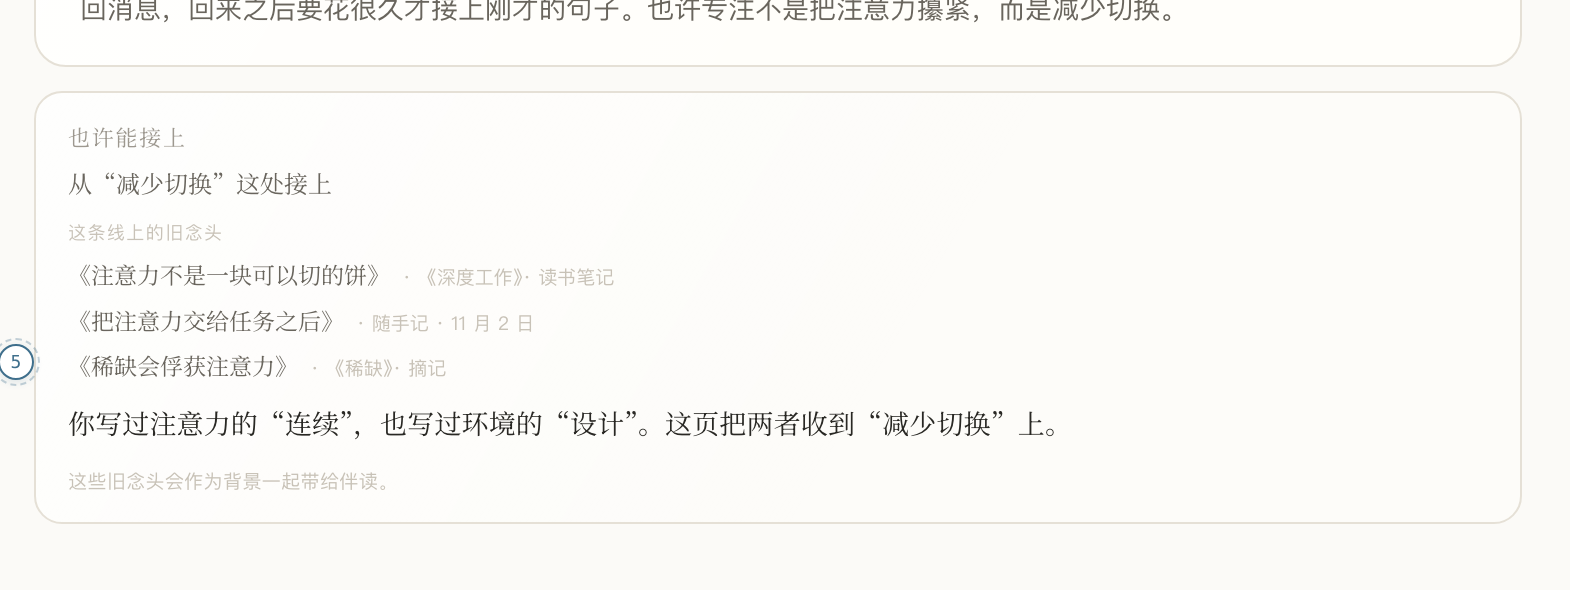 回消息，回来之后要花很久才接上刚才的句子。也许专注不是把注意力攥紧，而是减少切换。
也许能接上
从“减少切换”这处接上
这条线上的旧念头
《注意力不是一块可以切的饼》 · 《深度工作》· 读书笔记
《把注意力交给任务之后》 · 随手记 · 11 月 2 日
5
《稀缺会俘获注意力》 · 《稀缺》· 摘记
你写过注意力的“连续”，也写过环境的“设计”。这页把两者收到“减少切换”上。
这些旧念头会作为背景一起带给伴读。